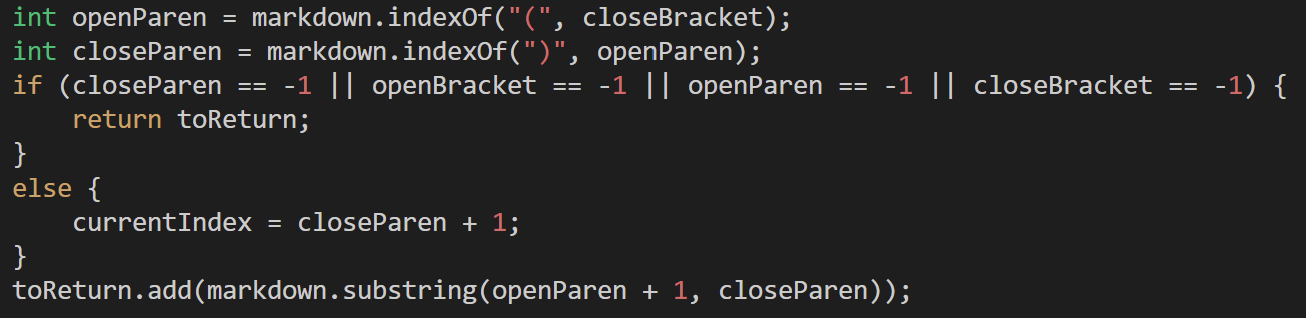 int openParen = markdown.indexOf("(", closeBracket);
int closeParen = markdown.indexOf(")", openParen);
if (closeParen == -1 || openBracket == -1 || openParen == -1 || closeBracket == -1) {
    return toReturn;
}
else {
    currentIndex = closeParen + 1;
}
toReturn.add(markdown.substring(openParen + 1, closeParen));